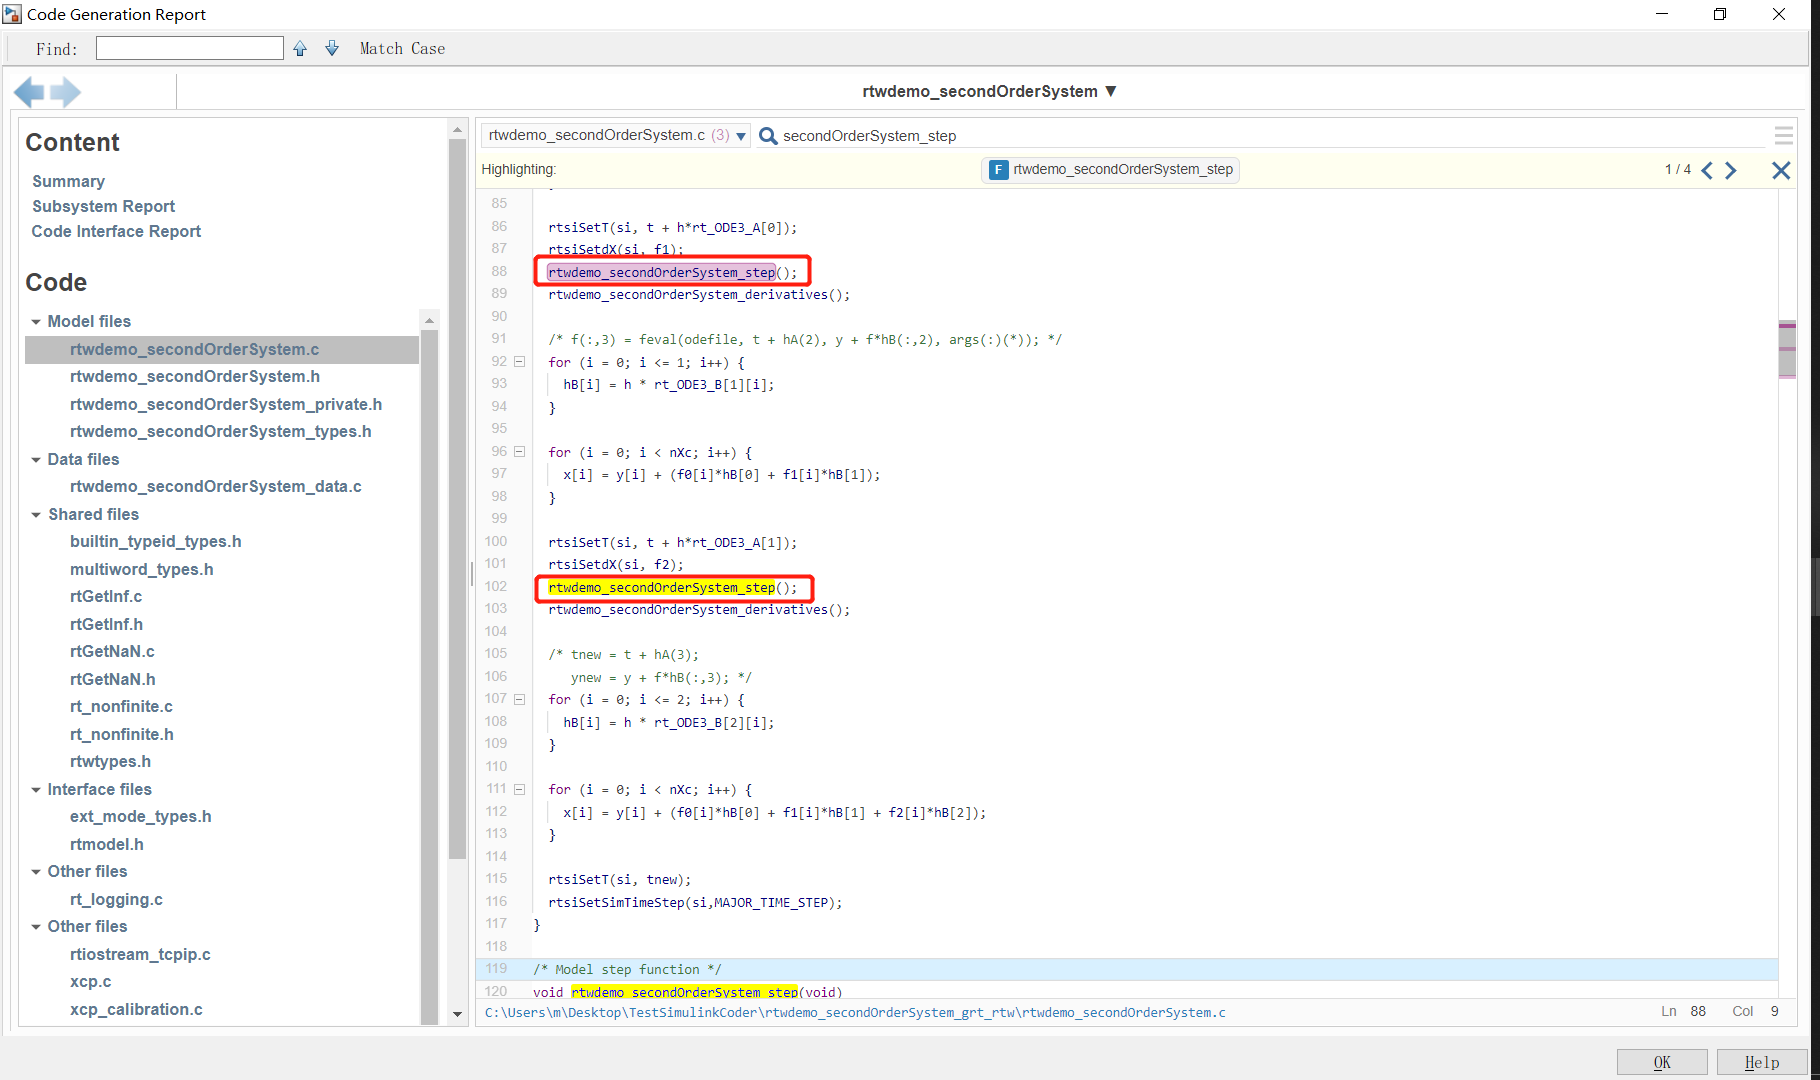 Code Generation Report
Find:
Match Case
rtwdemo_secondOrderSystem ▼
Content
Summary
Subsystem Report
Code Interface Report
Code
Model files
rtwdemo_secondOrderSystem.c
rtwdemo_secondOrderSystem.h
rtwdemo_secondOrderSystem_private.h
rtwdemo_secondOrderSystem_types.h
Data files
rtwdemo_secondOrderSystem_data.c
Shared files
builtin_typeid_types.h
multiword_types.h
rtGetInf.c
rtGetInf.h
rtGetNaN.c
rtGetNaN.h
rt_nonfinite.c
rt_nonfinite.h
rtwtypes.h
Interface files
ext_mode_types.h
rtmodel.h
Other files
rt_logging.c
Other files
rtiostream_tcpip.c
xcp.c
xcp_calibration.c
rtwdemo_secondOrderSystem.c (3) ▼ secondOrderSystem_step
Highlighting: F rtwdemo_secondOrderSystem_step 1 / 4
85
86 rtsiSetT(si, t + h*rt_ODE3_A[0]);
87 rtsiSetdX(si, f1);
88 rtwdemo_secondOrderSystem_step();
89 rtwdemo_secondOrderSystem_derivatives();
90
91 /* f(:,3) = feval(odefile, t + hA(2), y + f*hB(:,2), args(:)(*)); */
92 for (i = 0; i <= 1; i++) {
93 hB[i] = h * rt_ODE3_B[1][i];
94 }
95
96 for (i = 0; i < nXc; i++) {
97 x[i] = y[i] + (f0[i]*hB[0] + f1[i]*hB[1]);
98 }
99
100 rtsiSetT(si, t + h*rt_ODE3_A[1]);
101 rtsiSetdX(si, f2);
102 rtwdemo_secondOrderSystem_step();
103 rtwdemo_secondOrderSystem_derivatives();
104
105 /* tnew = t + hA(3);
106 ynew = y + f*hB(:,3); */
107 for (i = 0; i <= 2; i++) {
108 hB[i] = h * rt_ODE3_B[2][i];
109 }
110
111 for (i = 0; i < nXc; i++) {
112 x[i] = y[i] + (f0[i]*hB[0] + f1[i]*hB[1] + f2[i]*hB[2]);
113 }
114
115 rtsiSetT(si, tnew);
116 rtsiSetSimTimeStep(si,MAJOR_TIME_STEP);
117 }
118
119 /* Model step function */
120 void rtwdemo_secondOrderSystem_step(void)
C:\Users\m\Desktop\TestSimulinkCoder\rtwdemo_secondOrderSystem_grt_rtw\rtwdemo_secondOrderSystem.c
Ln 88 Col 9
OK
Help